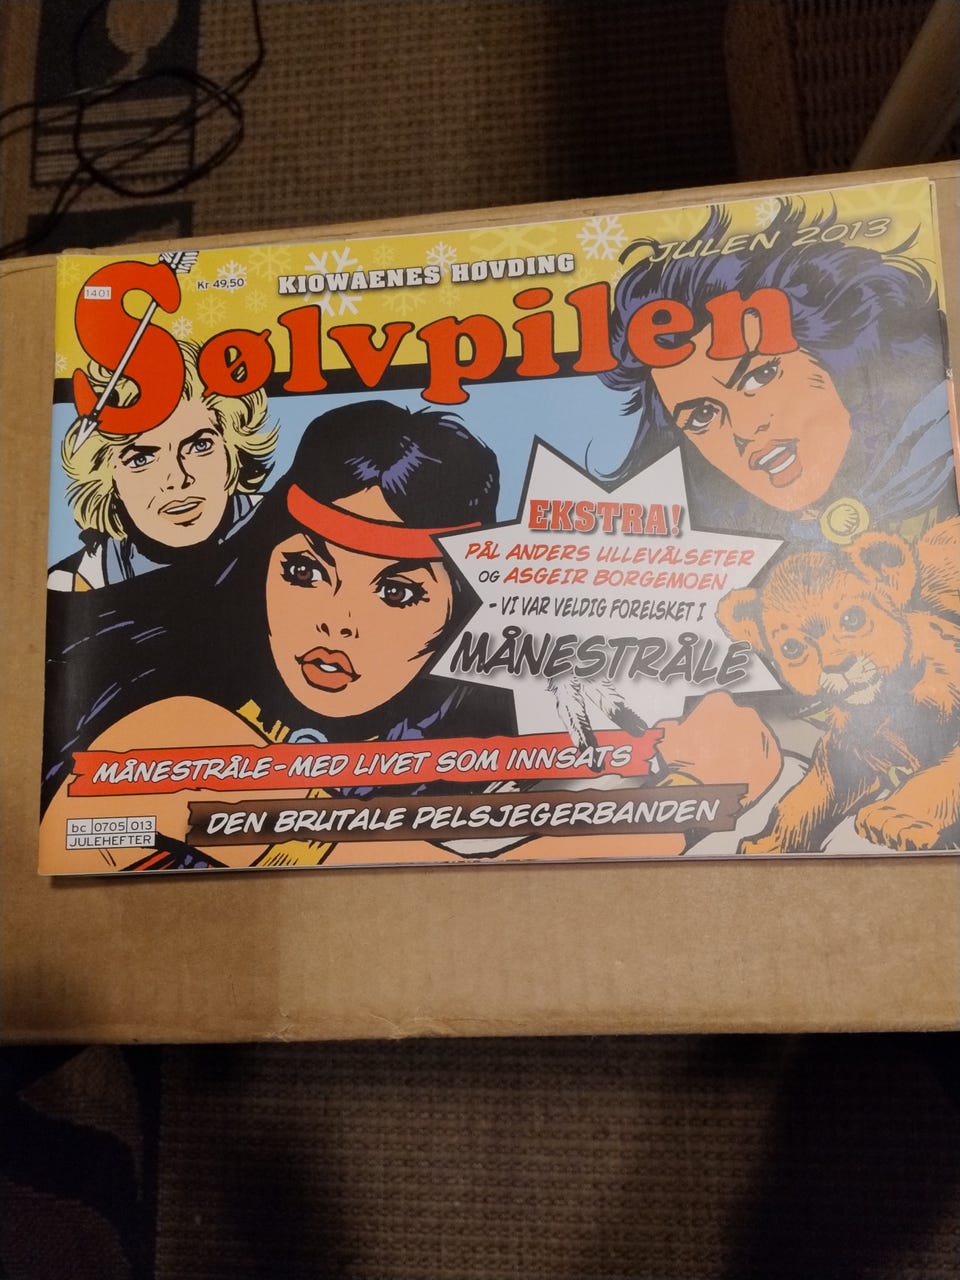 JULEN 2013
KIOWAENES HØVDING
Kr 49,50
1401
Sølvpilen
EKSTRA!
PÅL ANDERS ULLEVÅLSETER
OG ASGEIR BORGEMOEN
- VI VAR VELDIG FORELSKET I
MÅNESTRÅLE
MÅNESTRÅLE - MED LIVET SOM INNSATS
DEN BRUTALE PELSJEGERBANDEN
bc 0705 013
JULEHEFTER